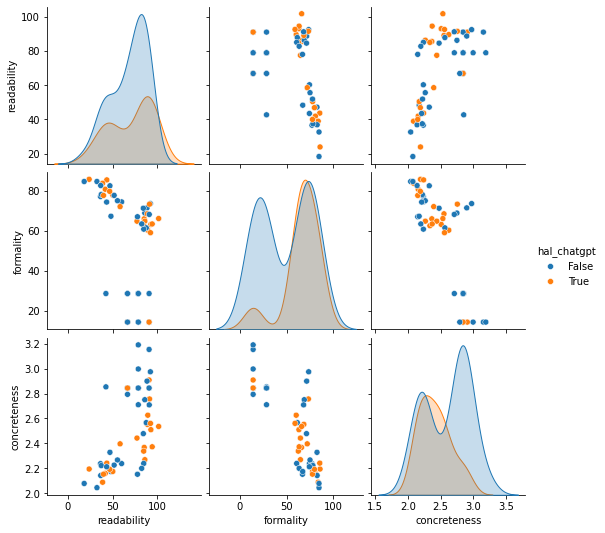 readability
100
80
60
40
20
formality
80
60
40
20
hal_chatgpt
False
True
concreteness
3.2
3.0
2.8
2.6
2.4
2.2
2.0
0 50 100
0 50 100
1.5 2.0 2.5 3.0 3.5
readability formality concreteness